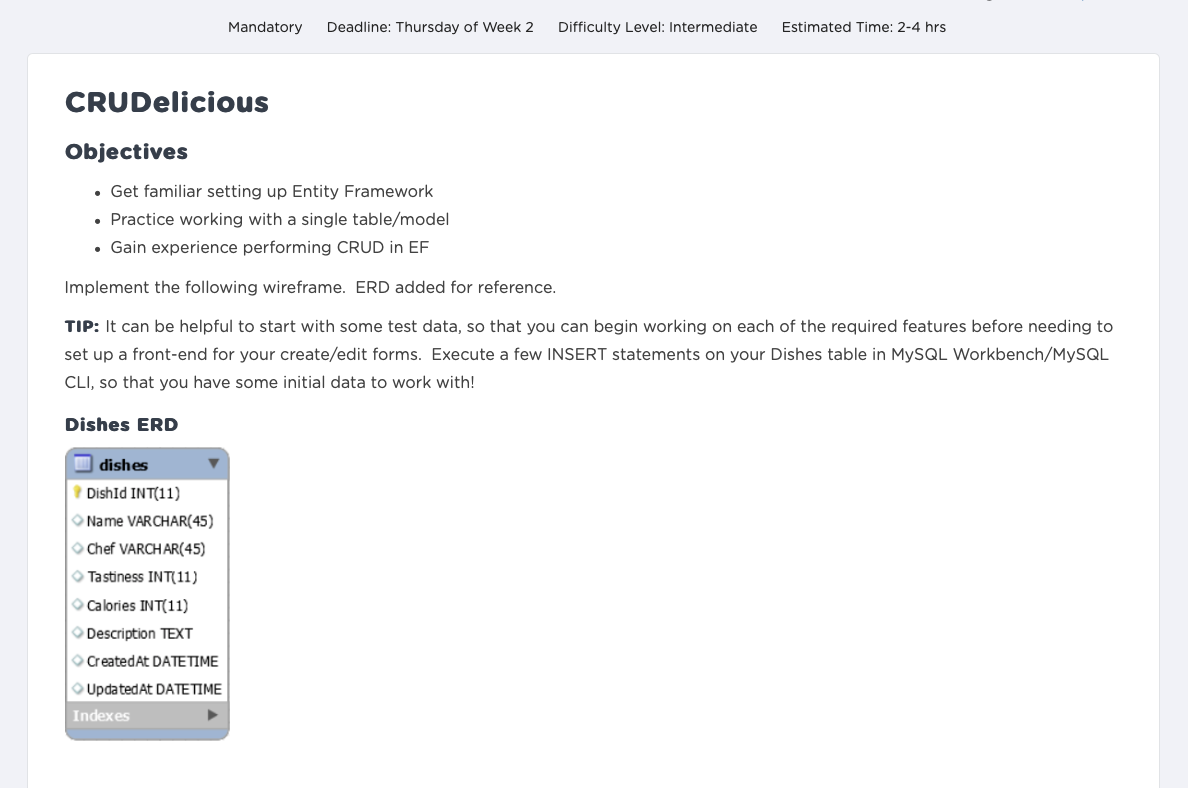 Mandatory Deadline: Thursday of Week 2 Difficulty Level: Intermediate Estimated Time: 2-4 hrs
CRUDelicious
Objectives
Get familiar setting up Entity Framework
Practice working with a single table/model
Gain experience performing CRUD in EF
Implement the following wireframe. ERD added for reference.
TIP: It can be helpful to start with some test data, so that you can begin working on each of the required features before needing to
set up a front-end for your create/edit forms. Execute a few INSERT statements on your Dishes table in MySQL Workbench/MySQL
CLI, so that you have some initial data to work with!
Dishes ERD
dishes
DishId INT(11)
Name VARCHAR(45)
Chef VARCHAR(45)
Tastiness INT(11)
Calories INT(11)
Description TEXT
CreatedAt DATETIME
UpdatedAt DATETIME
Indexes